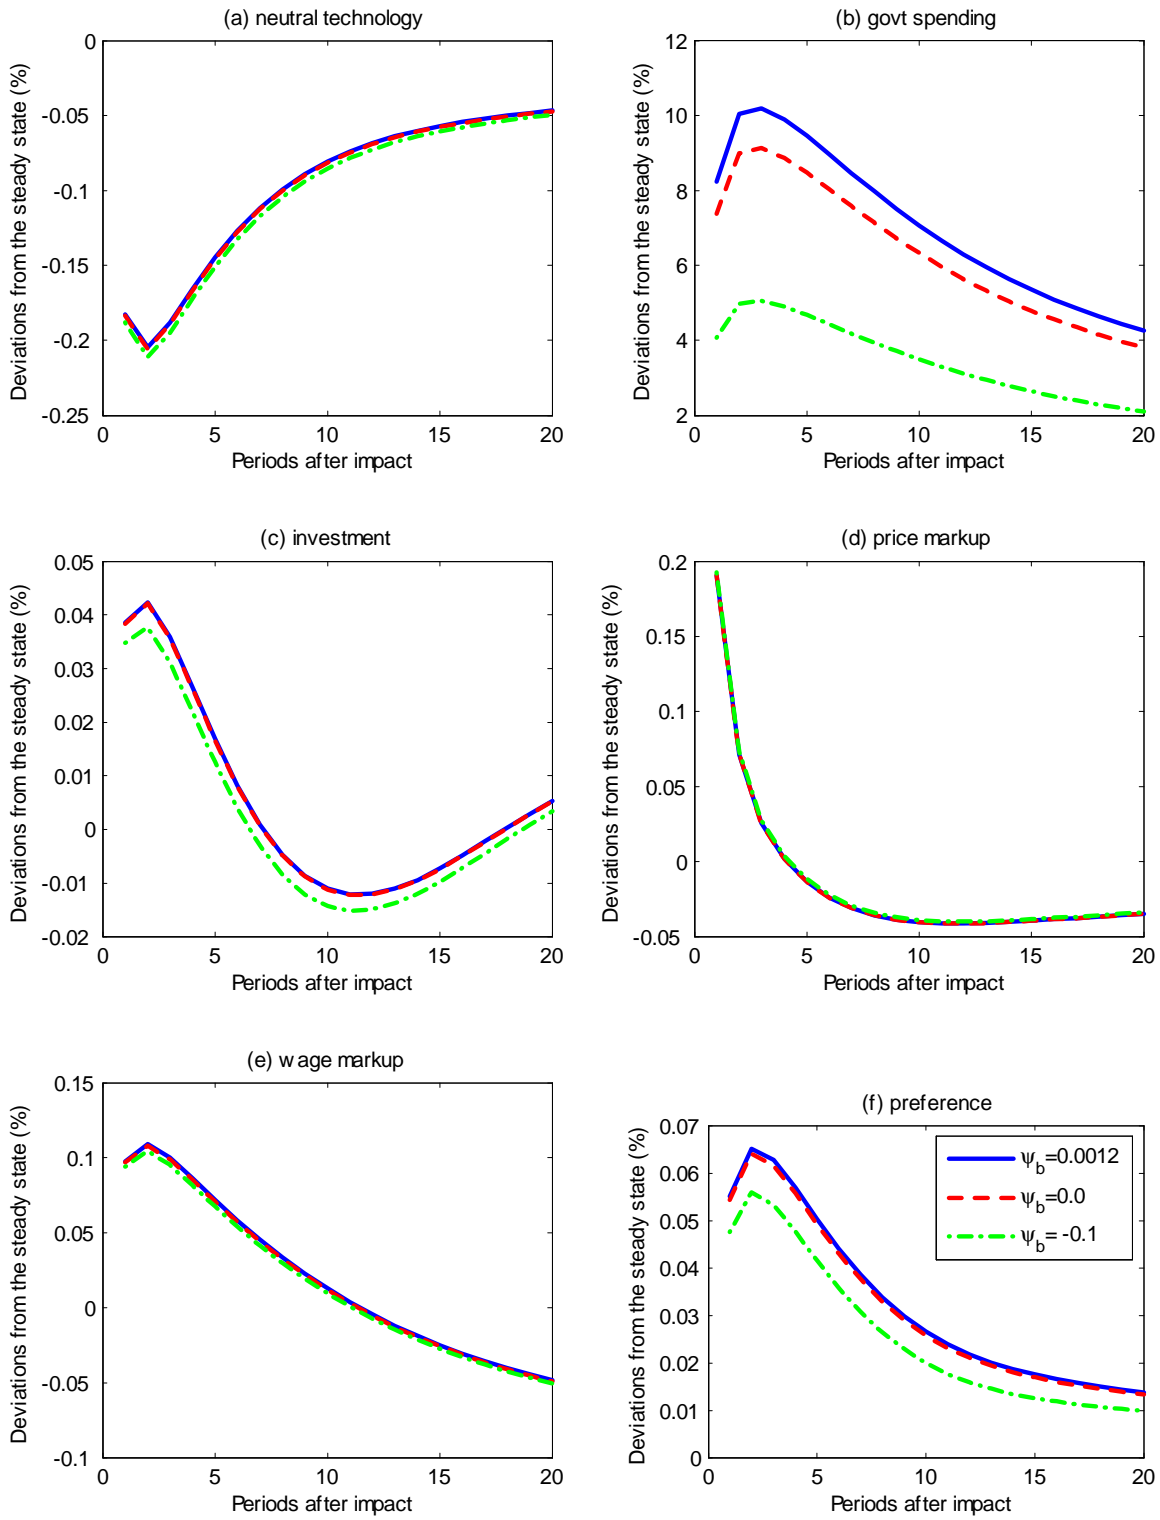 (a) neutral technology
Deviations from the steady state (%)
0
-0.05
-0.1
-0.15
-0.2
-0.25
0 5 10 15 20
Periods after impact
(b) govt spending
Deviations from the steady state (%)
12
10
8
6
4
2
0 5 10 15 20
Periods after impact
(c) investment
Deviations from the steady state (%)
0.05
0.04
0.03
0.02
0.01
0
-0.01
-0.02
0 5 10 15 20
Periods after impact
(d) price markup
Deviations from the steady state (%)
0.2
0.15
0.1
0.05
0
-0.05
0 5 10 15 20
Periods after impact
(e) wage markup
Deviations from the steady state (%)
0.15
0.1
0.05
0
-0.05
-0.1
0 5 10 15 20
Periods after impact
(f) preference
Deviations from the steady state (%)
0.07
0.06
0.05
0.04
0.03
0.02
0.01
0
0 5 10 15 20
Periods after impact
ψ_b=0.0012
ψ_b=0.0
ψ_b= -0.1